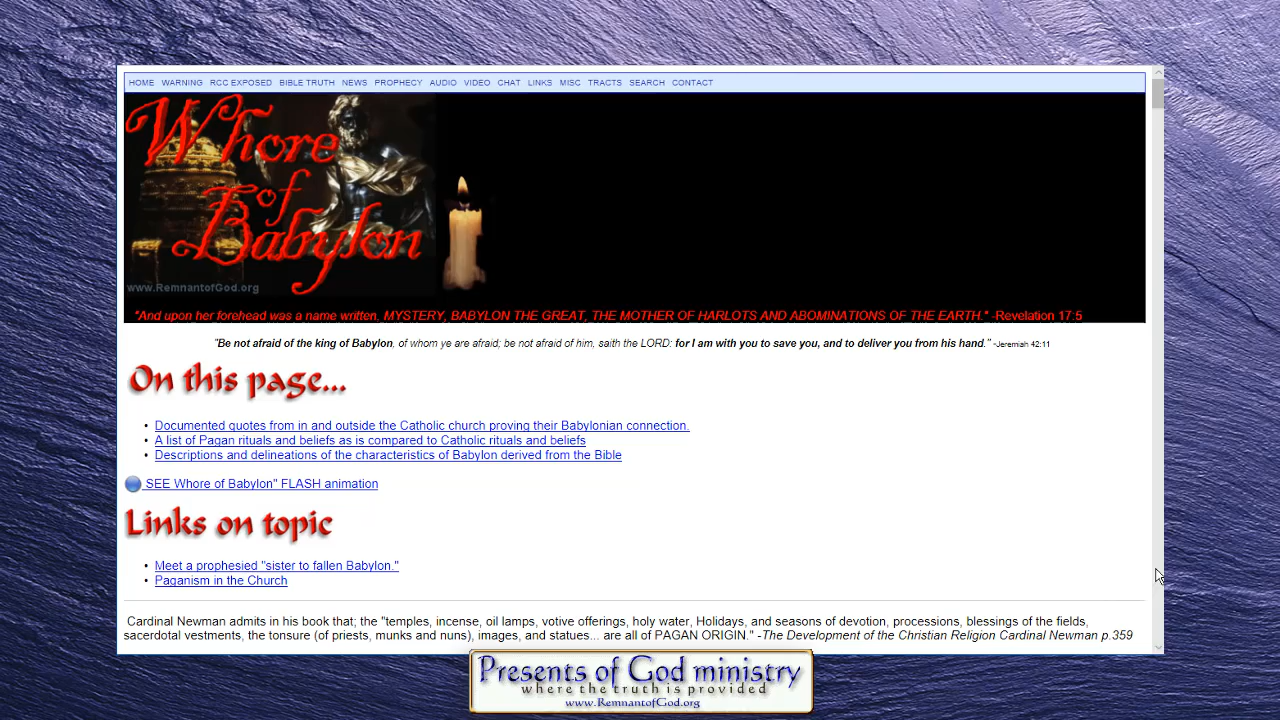 HOME WARNING RCC EXPOSED BIBLE TRUTH NEWS PROPHECY AUDIO VIDEO CHAT LINKS MISC TRACTS SEARCH CONTACT
Whore
of
Babylon
www.RemnantofGod.org
"And upon her forehead was a name written, MYSTERY, BABYLON THE GREAT, THE MOTHER OF HARLOTS AND ABOMINATIONS OF THE EARTH." -Revelation 17:5
"Be not afraid of the king of Babylon, of whom ye are afraid; be not afraid of him, saith the LORD: for I am with you to save you, and to deliver you from his hand." -Jeremiah 42:11
On this page...
• Documented quotes from in and outside the Catholic church proving their Babylonian connection.
• A list of Pagan rituals and beliefs as is compared to Catholic rituals and beliefs
• Descriptions and delineations of the characteristics of Babylon derived from the Bible
SEE Whore of Babylon" FLASH animation
Links on topic
• Meet a prophesied "sister to fallen Babylon."
• Paganism in the Church
Cardinal Newman admits in his book that; the "temples, incense, oil lamps, votive offerings, holy water, Holidays, and seasons of devotion, processions, blessings of the fields,
sacerdotal vestments, the tonsure (of priests, munks and nuns), images, and statues... are all of PAGAN ORIGIN." -The Development of the Christian Religion Cardinal Newman p.359
Presents of God ministry
where the truth is provided
www.RemnantofGod.org